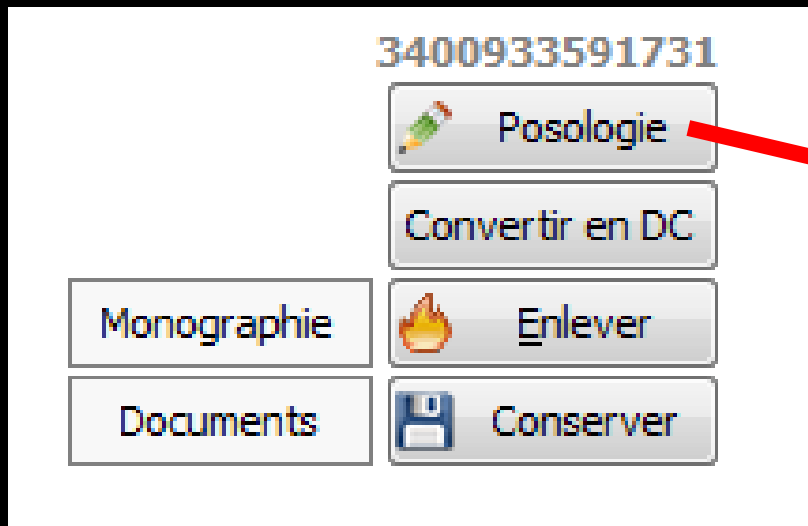 3400933591731
Posologie
Convertir en DC
Monographie
Enlever
Documents
Conserver